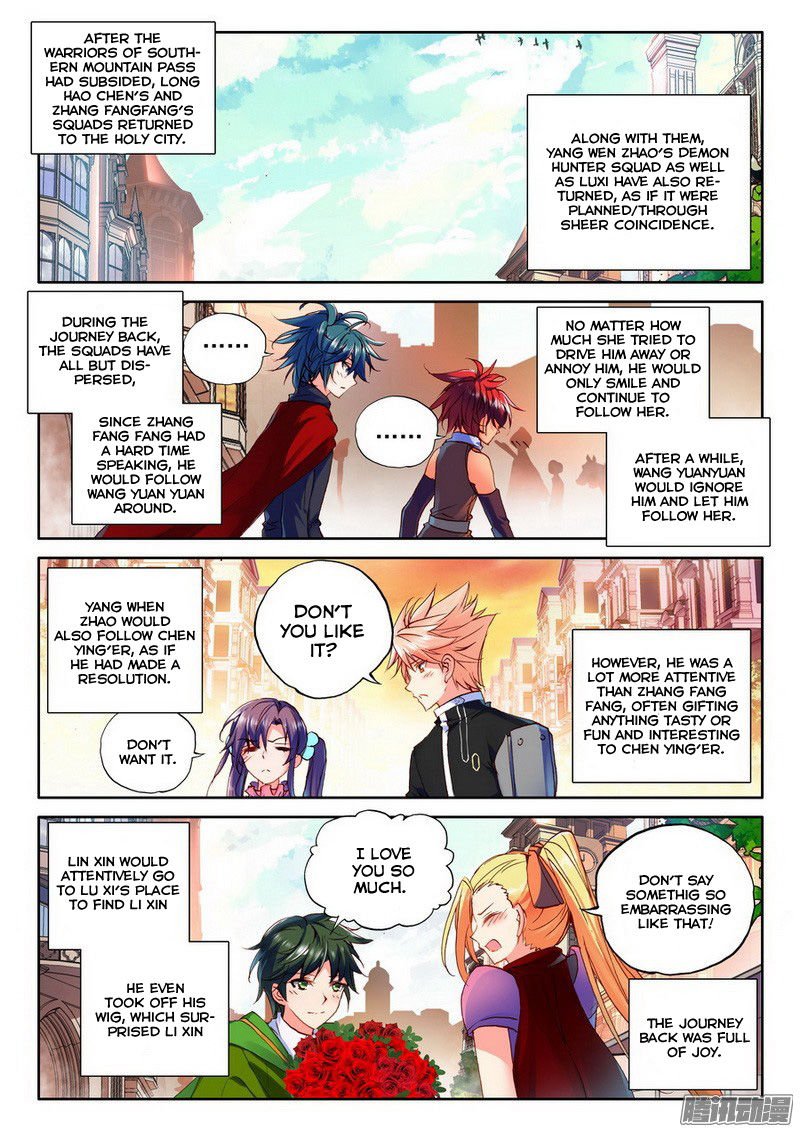 AFTER THE
WARRIORS OF SOUTH-
ERN MOUNTAIN PASS
HAD SUBSIDED, LONG
HAO CHEN'S AND
ZHANG FANGFANG'S
SQUADS RETURNED
TO THE HOLY CITY.
ALONG WITH THEM,
YANG WEN ZHAO'S DEMON
HUNTER SQUAD AS WELL
AS LUXI HAVE ALSO RE-
TURNED, AS IF IT WERE
PLANNED/THROUGH
SHEER COINCIDENCE.
DURING THE
JOURNEY BACK,
THE SQUADS HAVE
ALL BUT DIS-
PERSED,
SINCE ZHANG
FANG FANG HAD
A HARD TIME
SPEAKING, HE
WOULD FOLLOW
WANG YUAN YUAN
AROUND.
......
......
NO MATTER HOW
MUCH SHE TRIED TO
DRIVE HIM AWAY OR
ANNOY HIM, HE WOULD
ONLY SMILE AND
CONTINUE TO
FOLLOW HER.
AFTER A WHILE,
WANG YUANYUAN
WOULD IGNORE
HIM AND LET HIM
FOLLOW HER.
YANG WHEN
ZHAO WOULD
ALSO FOLLOW CHEN
YING'ER, AS IF
HE HAD MADE A
RESOLUTION.
DON'T
YOU LIKE
IT?
DON'T
WANT IT.
HOWEVER, HE WAS A
LOT MORE ATTENTIVE
THAN ZHANG FANG
FANG, OFTEN GIFTING
ANYTHING TASTY OR
FUN AND INTERESTING
TO CHEN YING'ER.
LIN XIN WOULD
ATTENTIVELY GO
TO LU XI'S PLACE
TO FIND LI XIN
HE EVEN
TOOK OFF HIS
WIG, WHICH SUR-
PRISED LI XIN
I LOVE
YOU SO
MUCH.
DON'T SAY
SOMETHIG SO
EMBARRASSING
LIKE THAT!
THE JOURNEY
BACK WAS FULL
OF JOY.
腾讯动漫